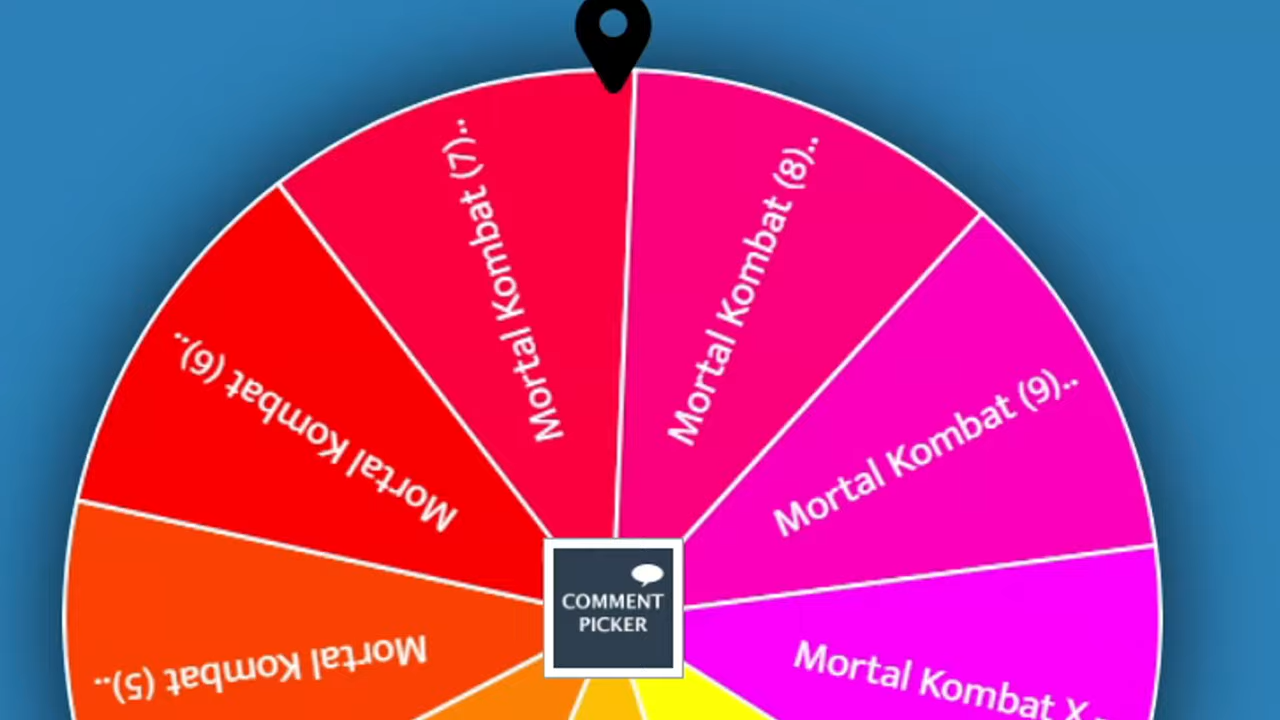 Mortal Kombat (7)..
Mortal Kombat (8)..
Mortal Kombat (6)..
Mortal Kombat (9)..
COMMENT
PICKER
Mortal Kombat (5)..
Mortal Kombat X..